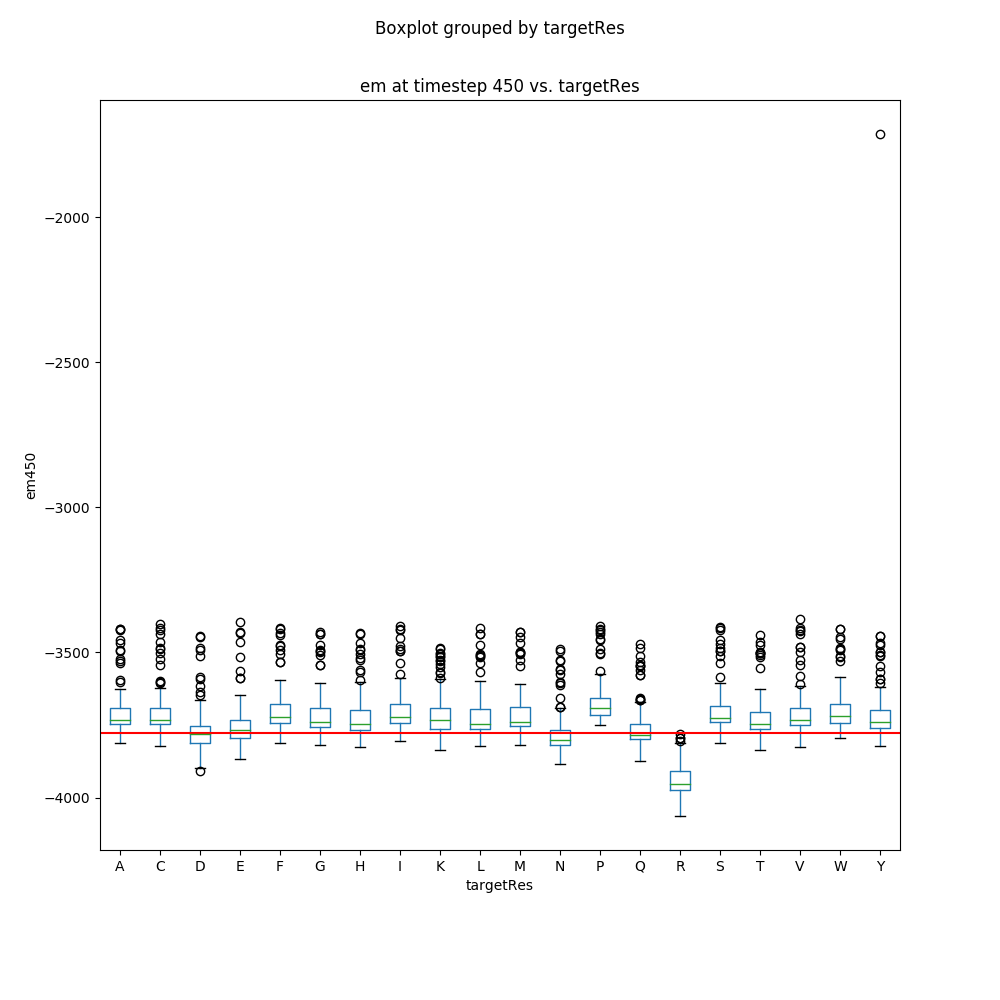 Boxplot grouped by targetRes
em at timestep 450 vs. targetRes
−2000
−2500
−3000
−3500
−4000
em450
A C D E F G H I K L M N P Q R S T V W Y
targetRes